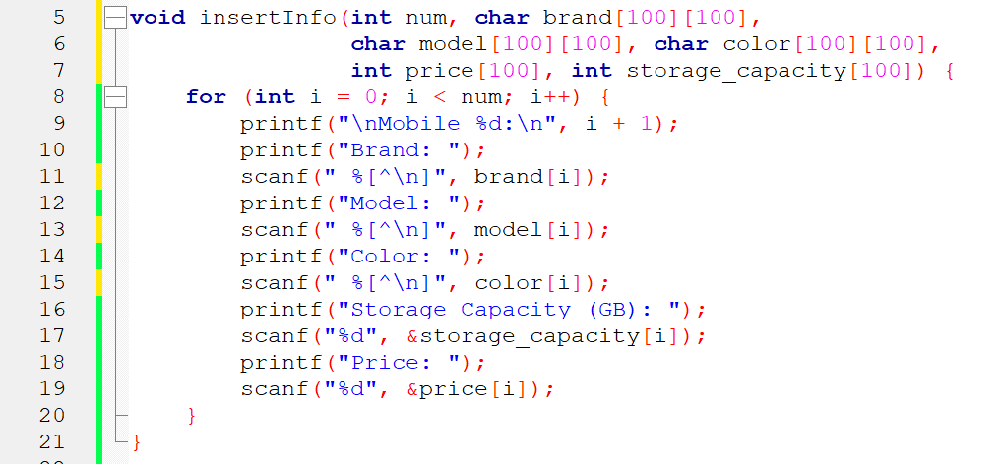 5 void insertInfo(int num, char brand[100][100],
6 char model[100][100], char color[100][100],
7 int price[100], int storage_capacity[100]) {
8 for (int i = 0; i < num; i++) {
9 printf("\nMobile %d:\n", i + 1);
10 printf("Brand: ");
11 scanf(" %[^\n]", brand[i]);
12 printf("Model: ");
13 scanf(" %[^\n]", model[i]);
14 printf("Color: ");
15 scanf(" %[^\n]", color[i]);
16 printf("Storage Capacity (GB): ");
17 scanf("%d", &storage_capacity[i]);
18 printf("Price: ");
19 scanf("%d", &price[i]);
20 }
21 }